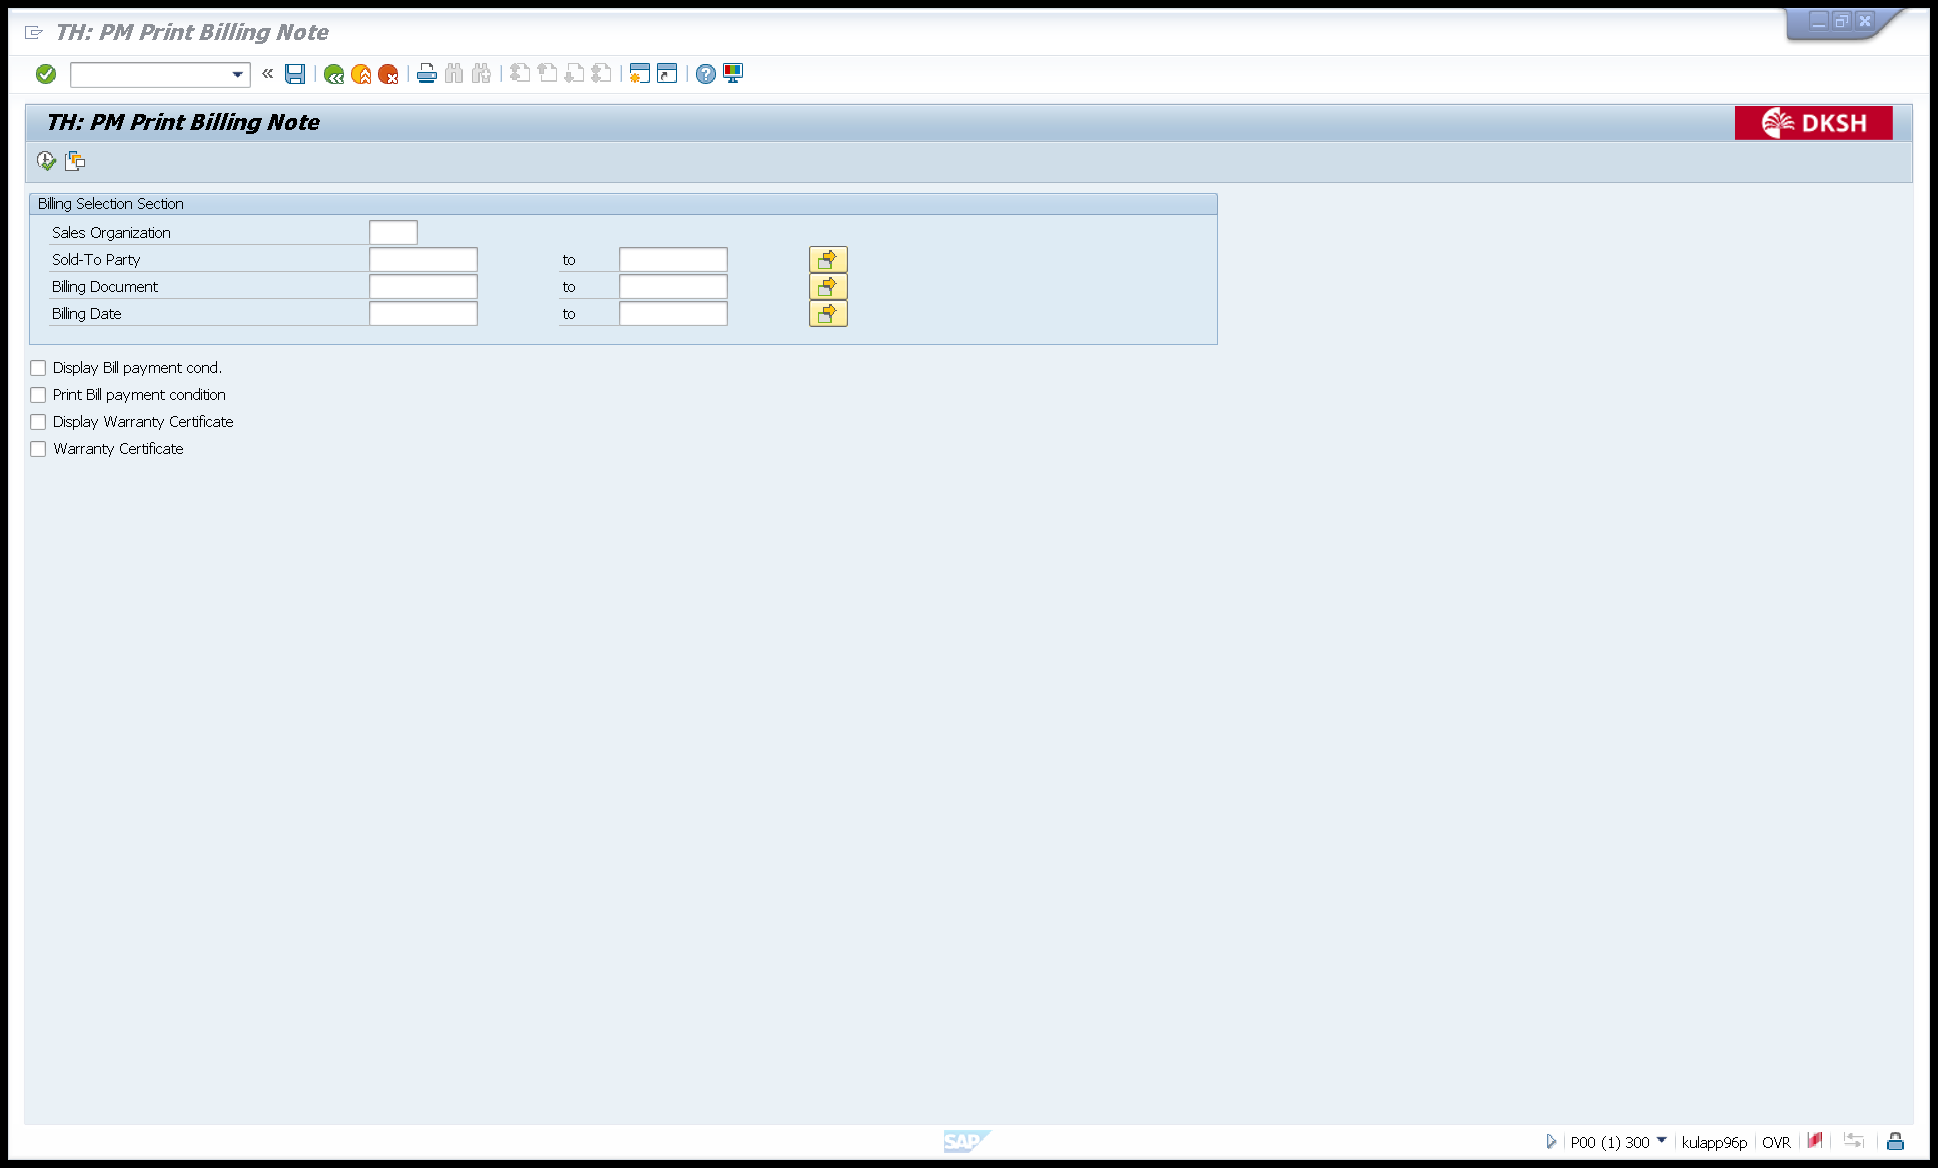 TH: PM Print Billing Note
TH: PM Print Billing Note
DKSH
Billing Selection Section
Sales Organization
Sold-To Party to
Billing Document to
Billing Date to
Display Bill payment cond.
Print Bill payment condition
Display Warranty Certificate
Warranty Certificate
SAP
P00 (1) 300 kulapp96p OVR